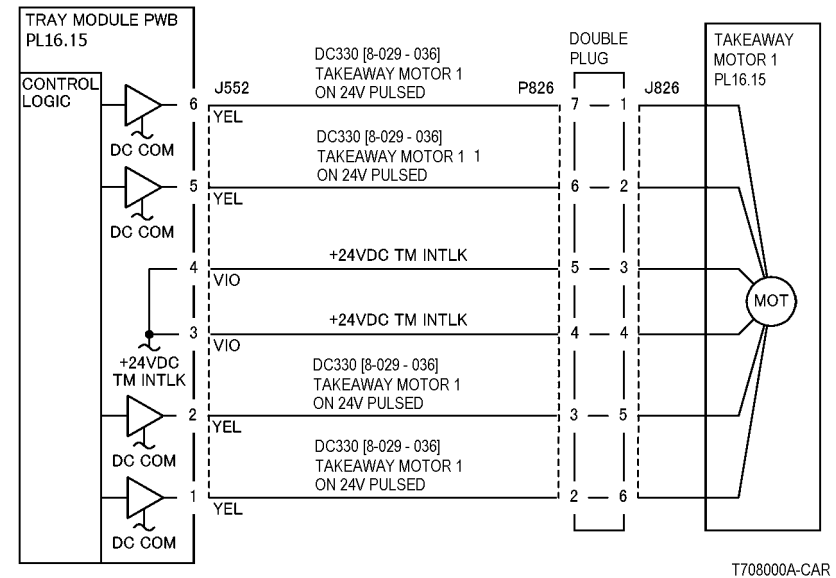 TRAY MODULE PWB
PL16.15
CONTROL
LOGIC
DOUBLE
PLUG
TAKEAWAY
MOTOR 1
PL16.15
J552
P826
J826
DC330 [8-029 - 036]
TAKEAWAY MOTOR 1
ON 24V PULSED
6
YEL
7 1
DC COM
DC330 [8-029 - 036]
TAKEAWAY MOTOR 1 1
ON 24V PULSED
5
YEL
6 2
DC COM
+24VDC TM INTLK
4
VIO
5 3
MOT
+24VDC TM INTLK
3
VIO
4 4
+24VDC
TM INTLK
DC330 [8-029 - 036]
TAKEAWAY MOTOR 1
ON 24V PULSED
2
YEL
3 5
DC COM
DC330 [8-029 - 036]
TAKEAWAY MOTOR 1
ON 24V PULSED
1
YEL
2 6
DC COM
T708000A-CAR